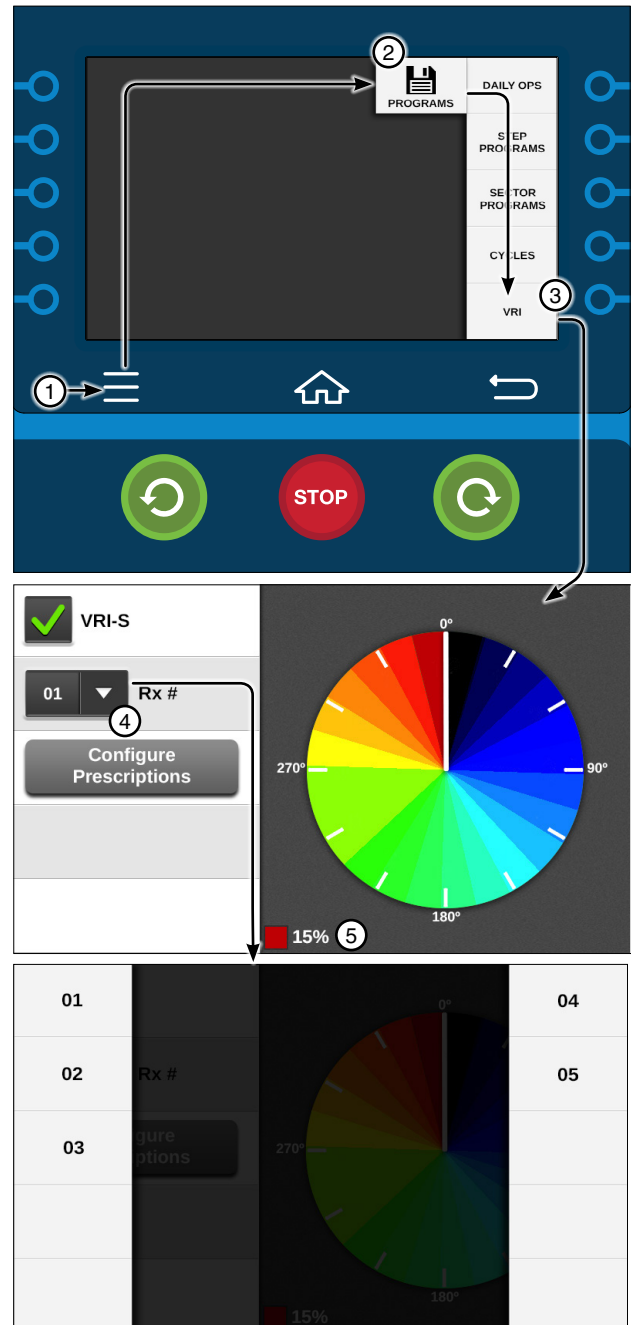 2
PROGRAMS
DAILY OPS
STEP
PROGRAMS
SECTOR
PROGRAMS
CYCLES
3
VRI
1
STOP
VRI-S
0º
01
Rx #
4
Configure
Prescriptions
270º
90º
180º
15%
5
01
04
0º
02
Rx #
05
03
gure
ptions
270º
180º
15%